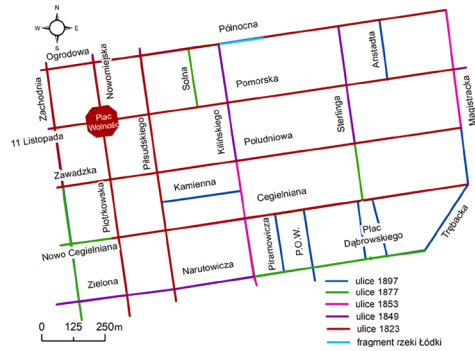 N
W E
S
Ogrodowa
Północna
Zachodnia
Nowomiejska
Solna
Anstadta
Pomorska
Plac
Wolności
11 Listopada
Piłsudskiego
Kilińskiego
Sterlinga
Magistracka
Południowa
Zawadzka
Kamienna
Piotrkowska
Cegielniana
Nowo Cegielniana
Piramowicza
P.O.W.
Plac
Dąbrowskiego
Trębacka
Zielona
Narutowicza
0 125 250m
ulice 1897
ulice 1877
ulice 1853
ulice 1849
ulice 1823
fragment rzeki Łódki